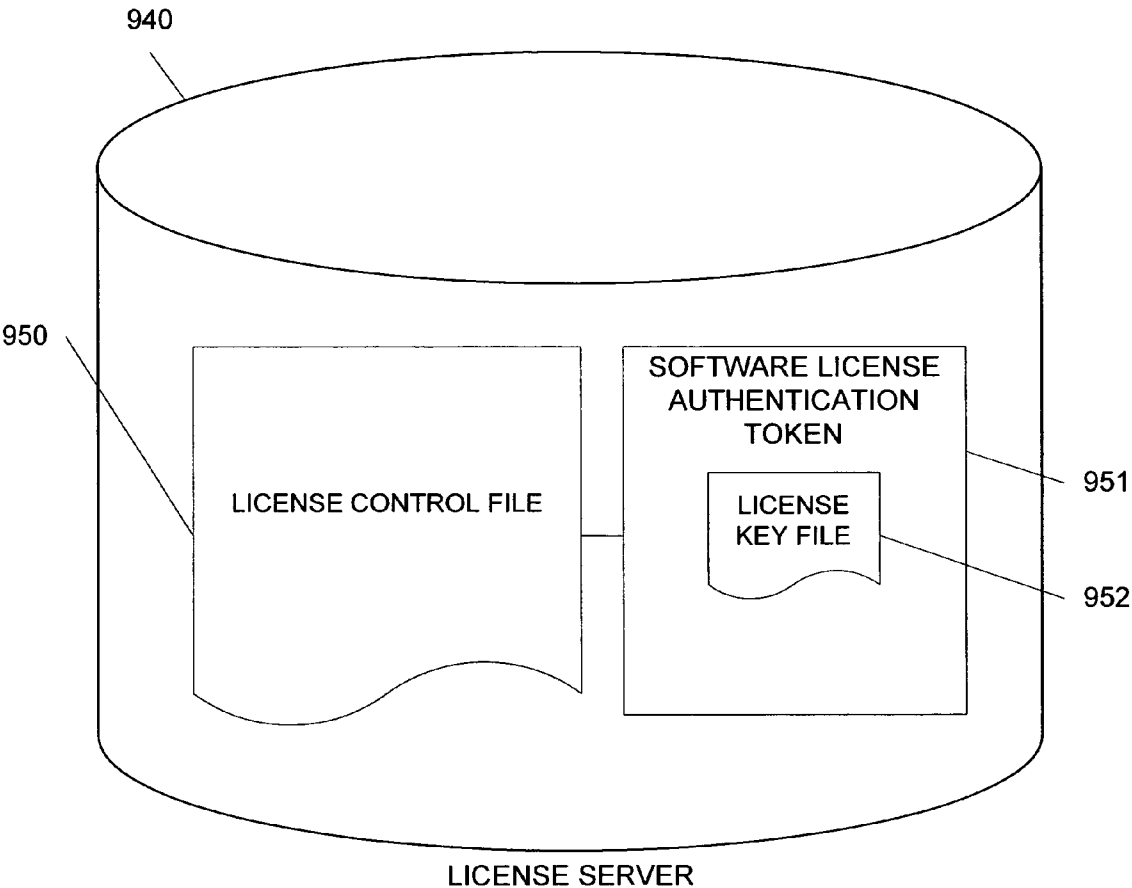 940
950
SOFTWARE LICENSE
AUTHENTICATION
TOKEN
951
LICENSE CONTROL FILE
LICENSE
KEY FILE
952
LICENSE SERVER